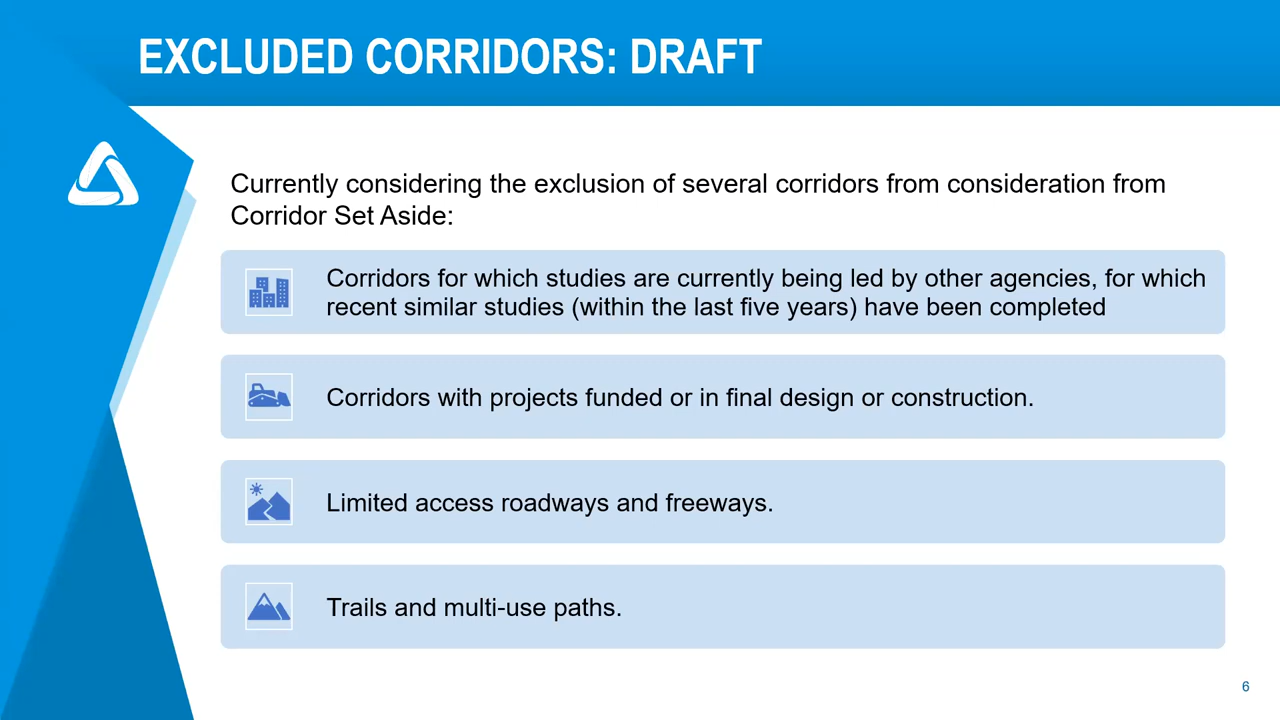 EXCLUDED CORRIDORS: DRAFT
Currently considering the exclusion of several corridors from consideration from
Corridor Set Aside:
Corridors for which studies are currently being led by other agencies, for which
recent similar studies (within the last five years) have been completed
Corridors with projects funded or in final design or construction.
Limited access roadways and freeways.
Trails and multi-use paths.
6